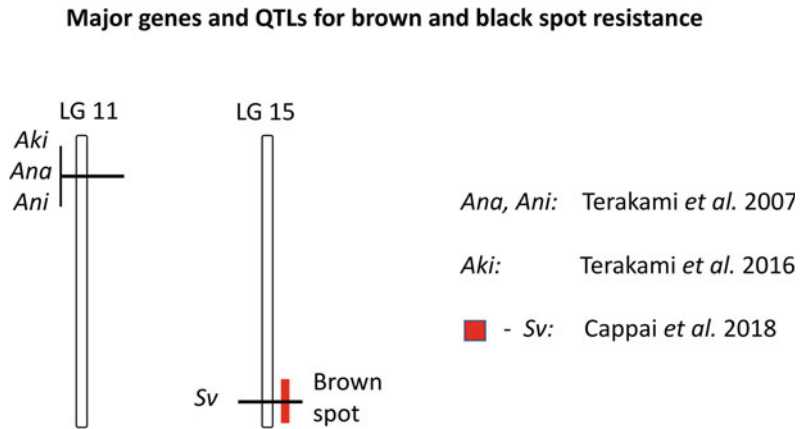 Major genes and QTLs for brown and black spot resistance
LG 11
LG 15
Aki
Ana
Ani
Ana, Ani: Terakami et al. 2007
Aki: Terakami et al. 2016
- Sv: Cappai et al. 2018
Sv
Brown
spot